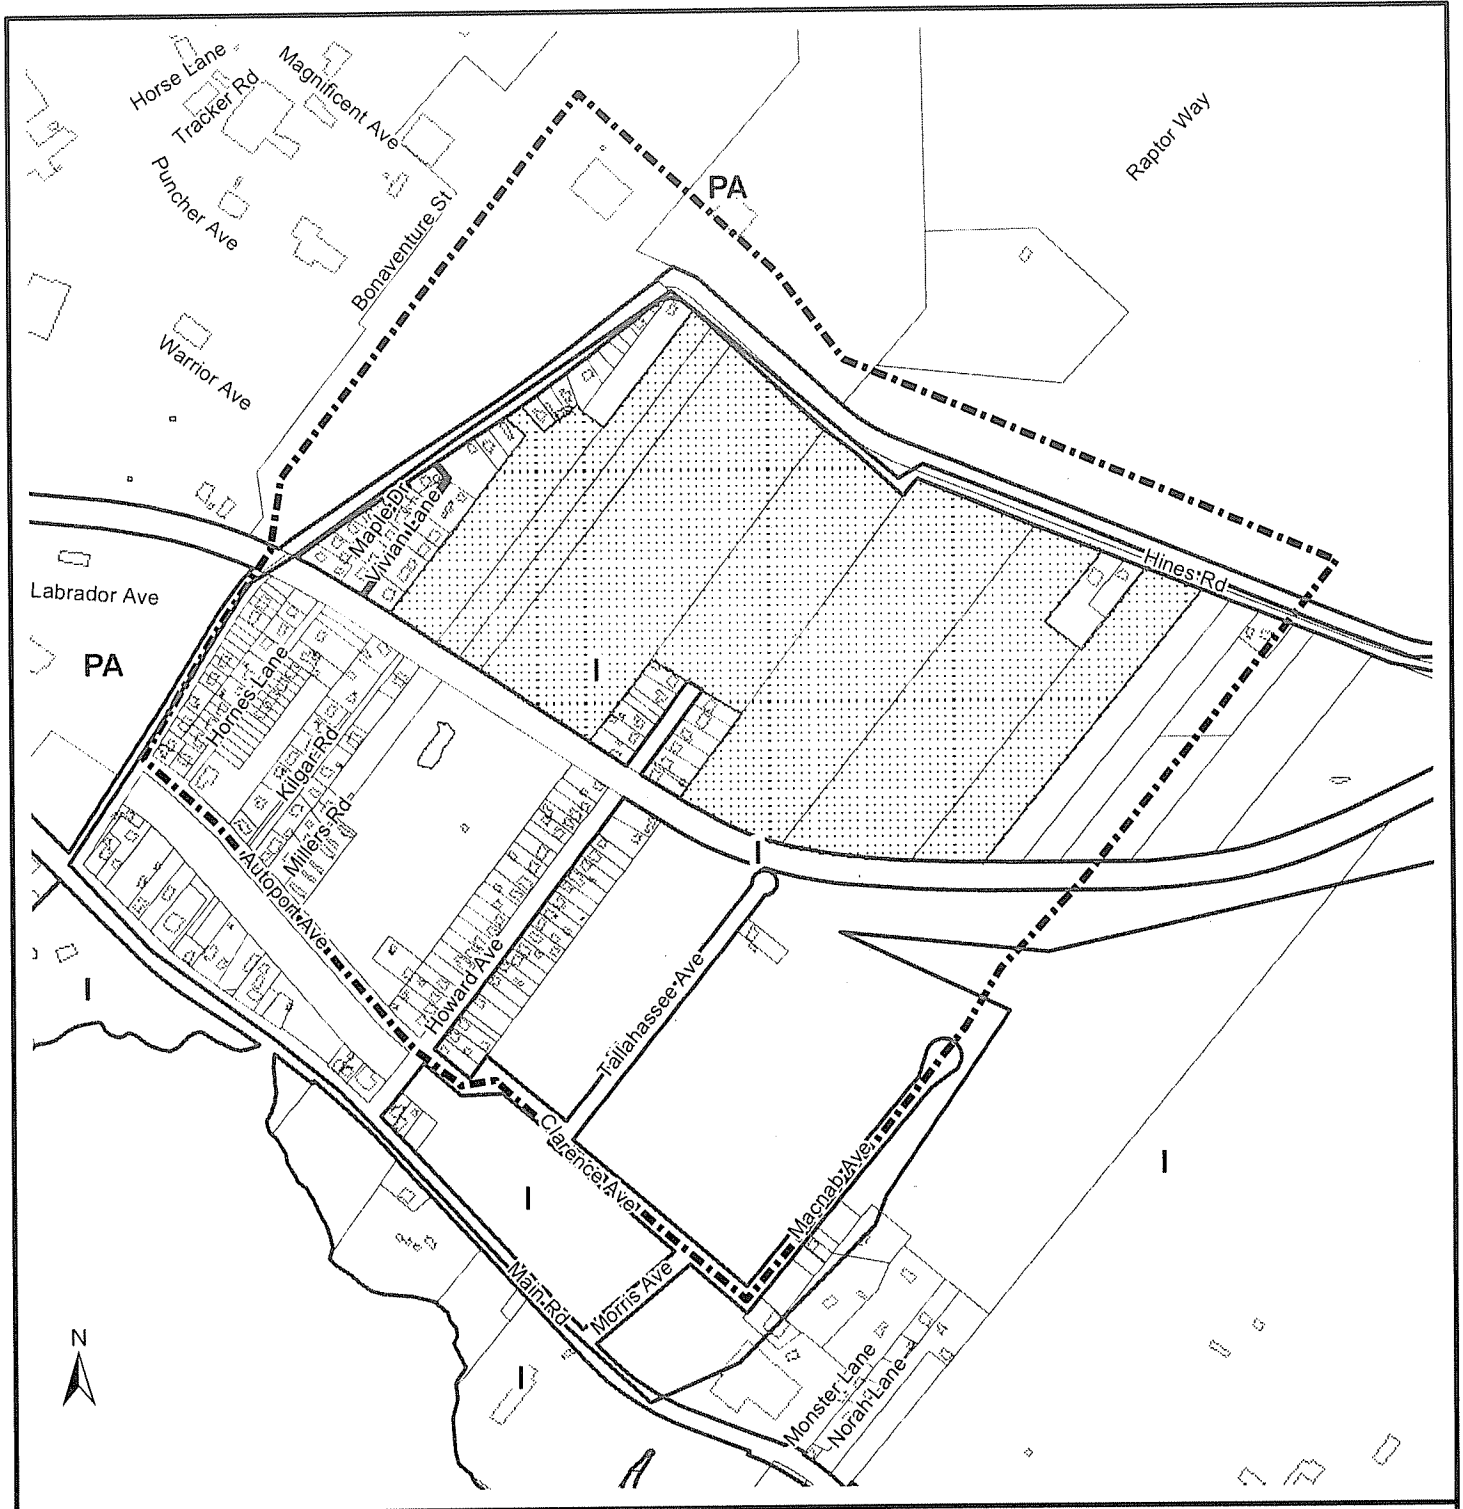 Horse Lane
Tracker Rd
Magnificent Ave
Puncher Ave
Bonaventure St
Warrior Ave
PA
Raptor Way
Maple Dr
Vivian Lane
Hines Rd
Labrador Ave
PA
I
Hornes Lane
Kilgar Rd
Millers Rd
Autoport Ave
I
Howard Ave
Tallahassee Ave
I
Clarence Ave
Macnab Ave
I
I
Main Rd
Morris Ave
N
I
Monster Lane
Norah Lane